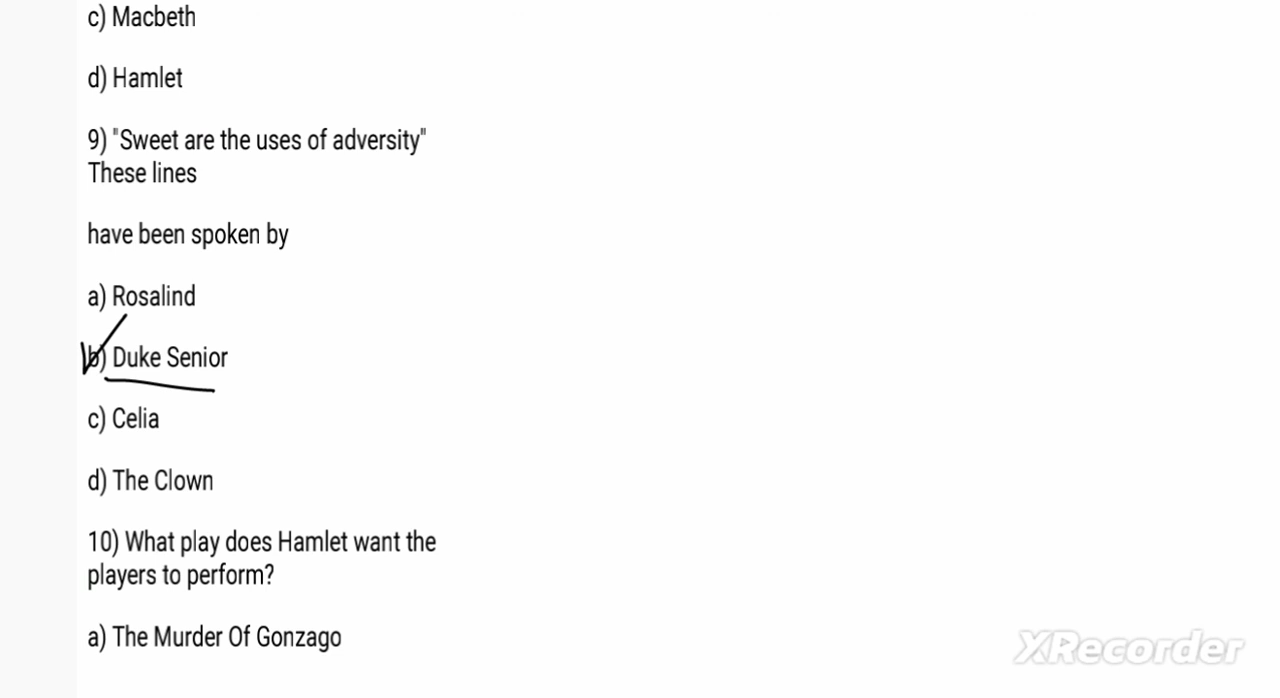 c) Macbeth
d) Hamlet
9) "Sweet are the uses of adversity"
These lines
have been spoken by
a) Rosalind
b) Duke Senior
c) Celia
d) The Clown
10) What play does Hamlet want the
players to perform?
a) The Murder Of Gonzago
XRecorder